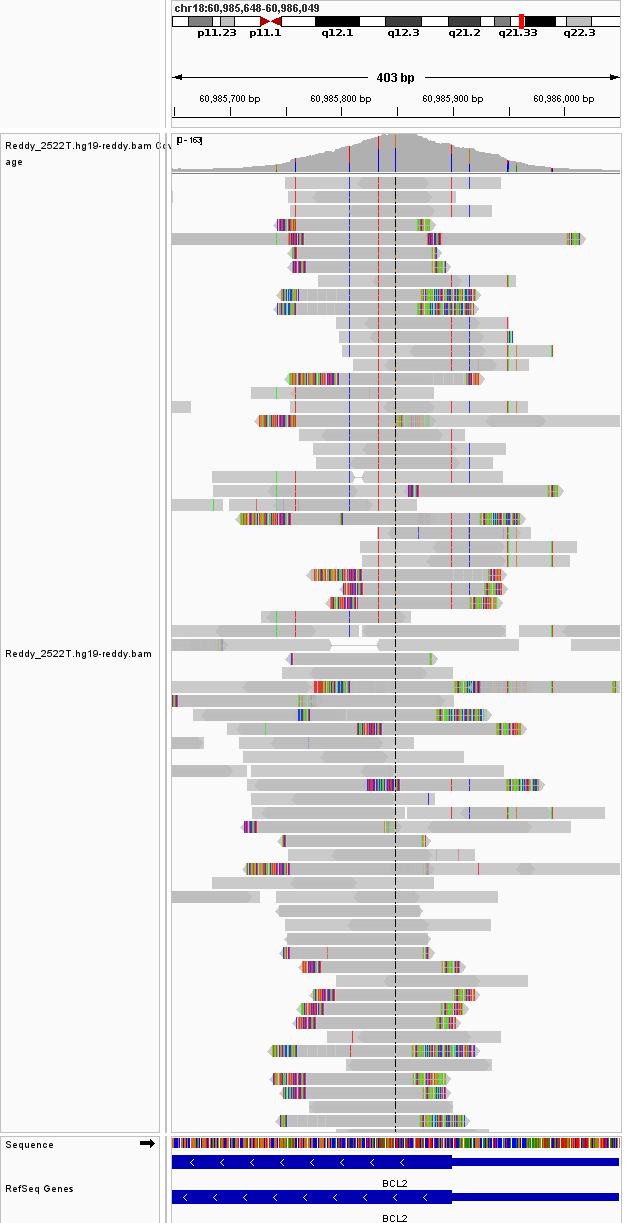 chr18:60,985,648-60,986,049
p11.23 p11.1 q12.1 q12.3 q21.2 q21.33 q22.3
403 bp
60,985,700 bp 60,985,800 bp 60,985,900 bp 60,986,000 bp
[0 - 163]
Reddy_2522T.hg19-reddy.bam Cov
age
Reddy_2522T.hg19-reddy.bam
Sequence
BCL2
RefSeq Genes
BCL2